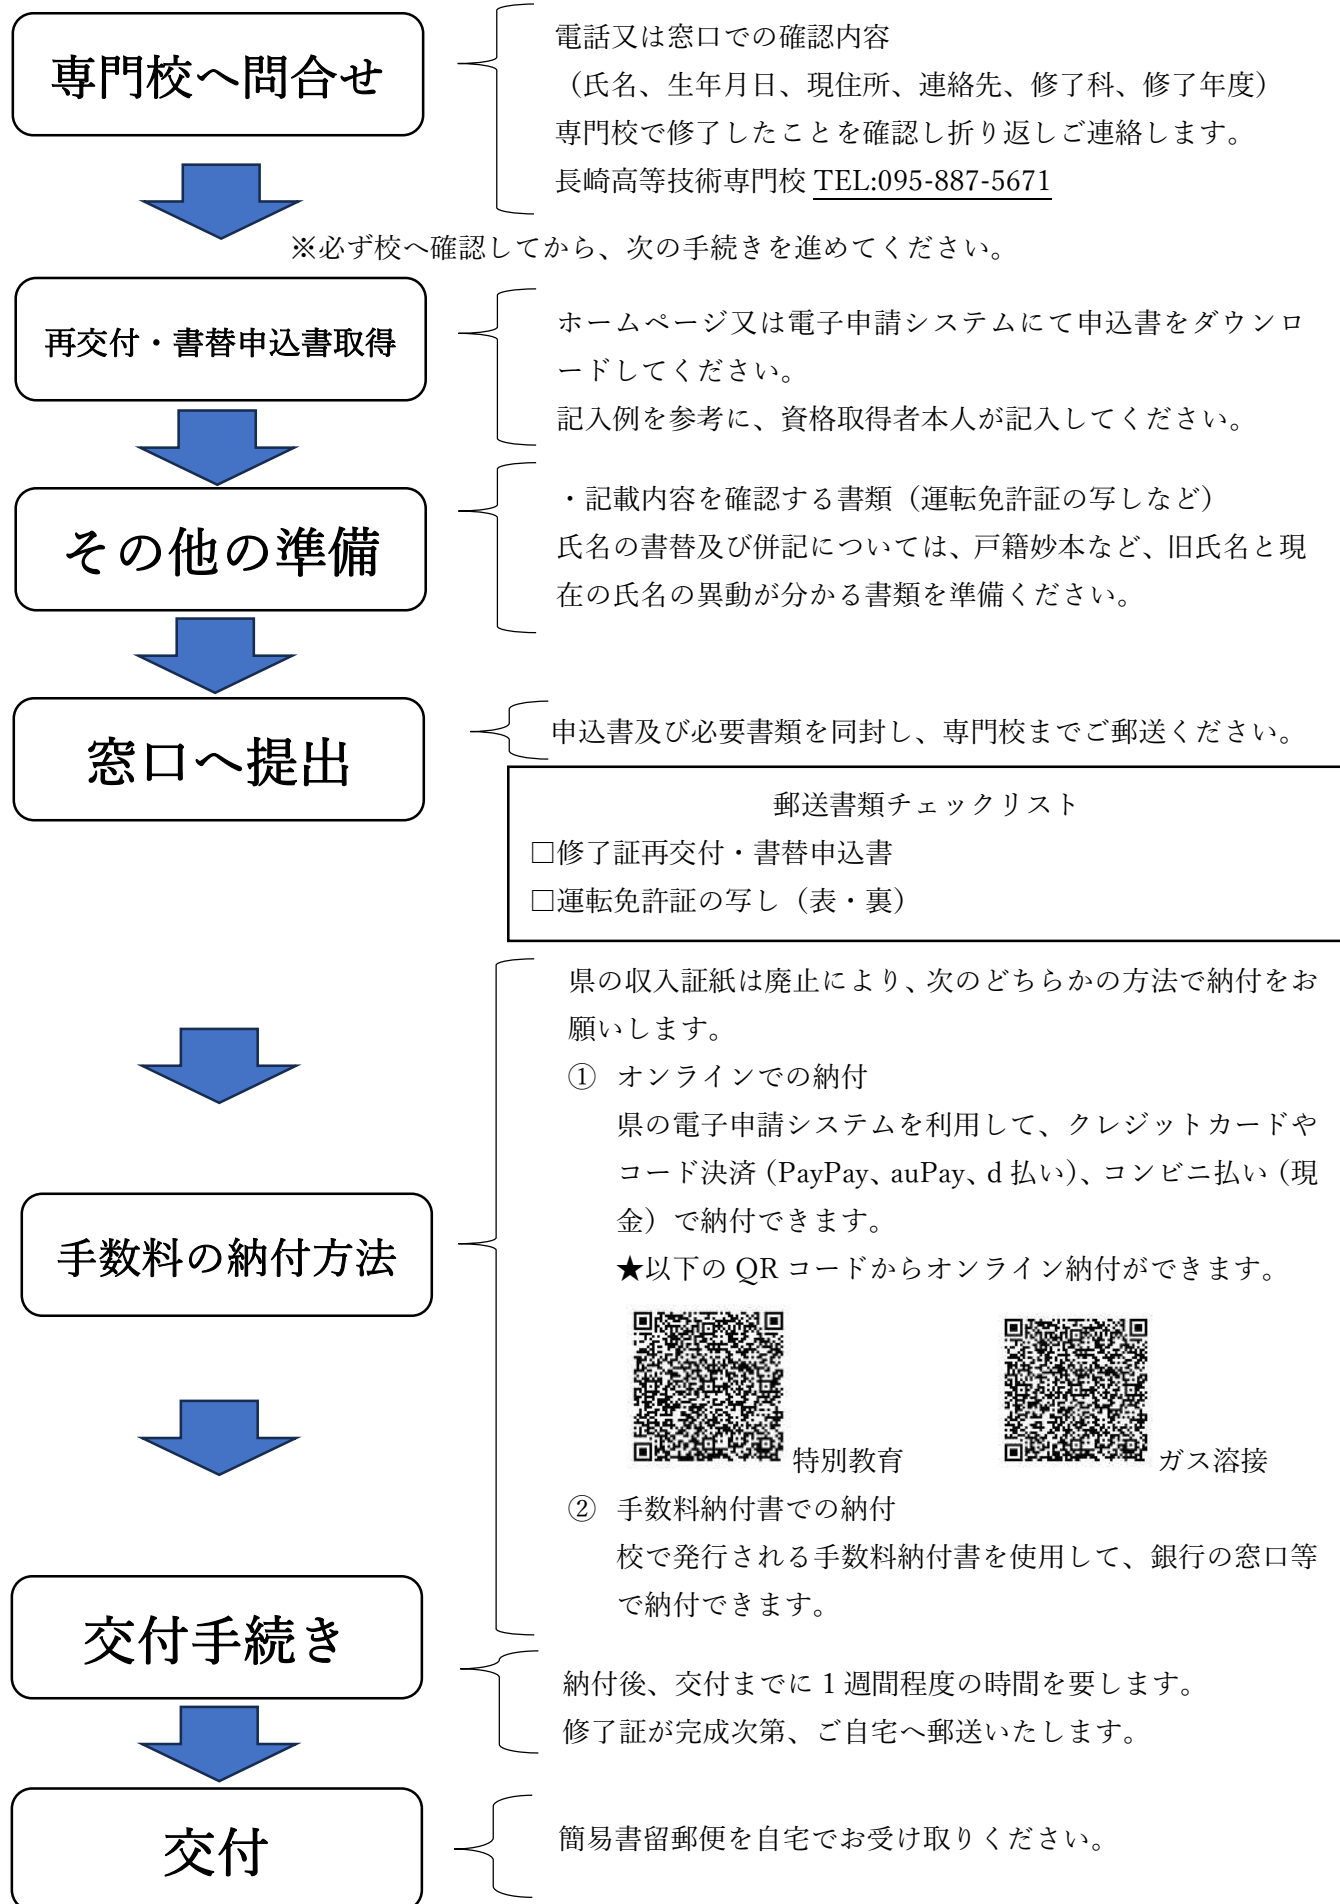 専門校へ問合せ
電話又は窓口での確認内容
（氏名、生年月日、現住所、連絡先、修了科、修了年度）
専門校で修了したことを確認し折り返しご連絡します。
長崎高等技術専門校 TEL:095-887-5671
※必ず校へ確認してから、次の手続きを進めてください。
再交付・書替申込書取得
ホームページ又は電子申請システムにて申込書をダウンロ
ードしてください。
記入例を参考に、資格取得者本人が記入してください。
その他の準備
・記載内容を確認する書類（運転免許証の写しなど）
氏名の書替及び併記については、戸籍妙本など、旧氏名と現
在の氏名の異動が分かる書類を準備ください。
窓口へ提出
申込書及び必要書類を同封し、専門校までご郵送ください。
郵送書類チェックリスト
□修了証再交付・書替申込書
□運転免許証の写し（表・裏）
手数料の納付方法
県の収入証紙は廃止により、次のどちらかの方法で納付をお
願いします。
① オンラインでの納付
県の電子申請システムを利用して、クレジットカードや
コード決済（PayPay、auPay、d 払い）、コンビニ払い（現
金）で納付できます。
★以下の QR コードからオンライン納付ができます。
特別教育
ガス溶接
② 手数料納付書での納付
校で発行される手数料納付書を使用して、銀行の窓口等
で納付できます。
交付手続き
納付後、交付までに 1 週間程度の時間を要します。
修了証が完成次第、ご自宅へ郵送いたします。
交付
簡易書留郵便を自宅でお受け取りください。